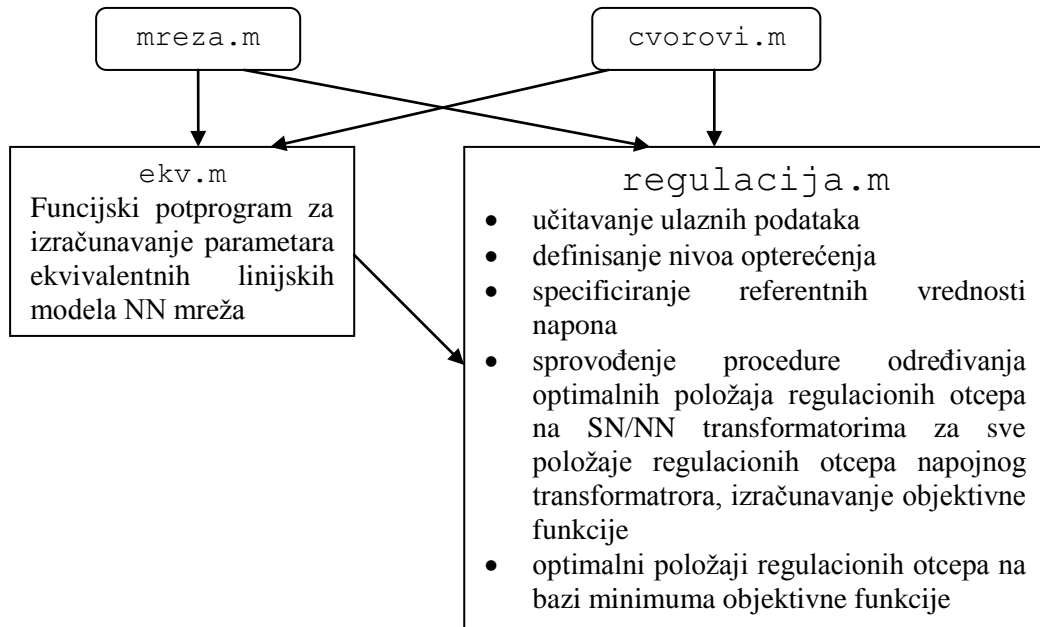 mreza.m
cvorovi.m
ekv.m
Funcijski potprogram za
izračunavanje parametara
ekvivalentnih linijskih
modela NN mreža
regulacija.m
• učitavanje ulaznih podataka
• definisanje nivoa opterećenja
• specificiranje referentnih vrednosti
napona
• sprovođenje procedure određivanja
optimalnih položaja regulacionih otcepa
na SN/NN transformatorima za sve
položaje regulacionih otcepa napojnog
transformatrora, izračunavanje objektivne
funkcije
• optimalni položaji regulacionih otcepa na
bazi minimuma objektivne funkcije